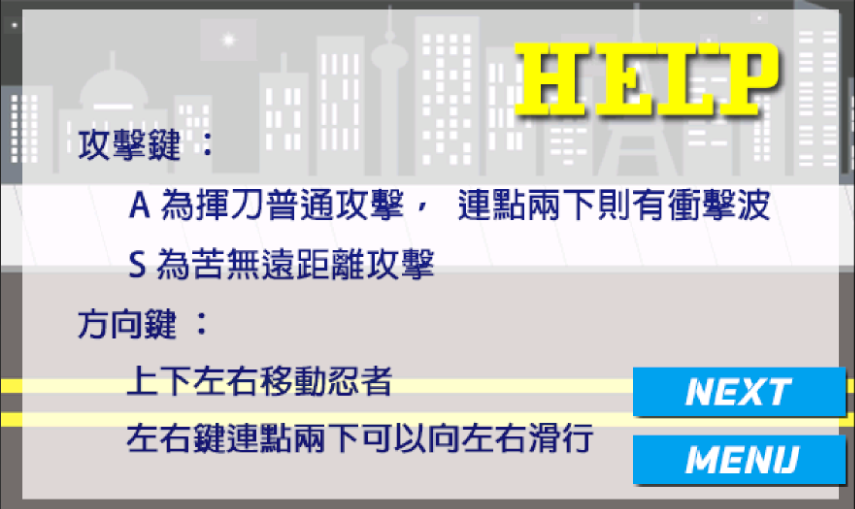 HELP
攻擊鍵：
A 為揮刀普通攻擊， 連點兩下則有衝擊波
S 為苦無遠距離攻擊
方向鍵：
上下左右移動忍者
左右鍵連點兩下可以向左右滑行
NEXT
MENU